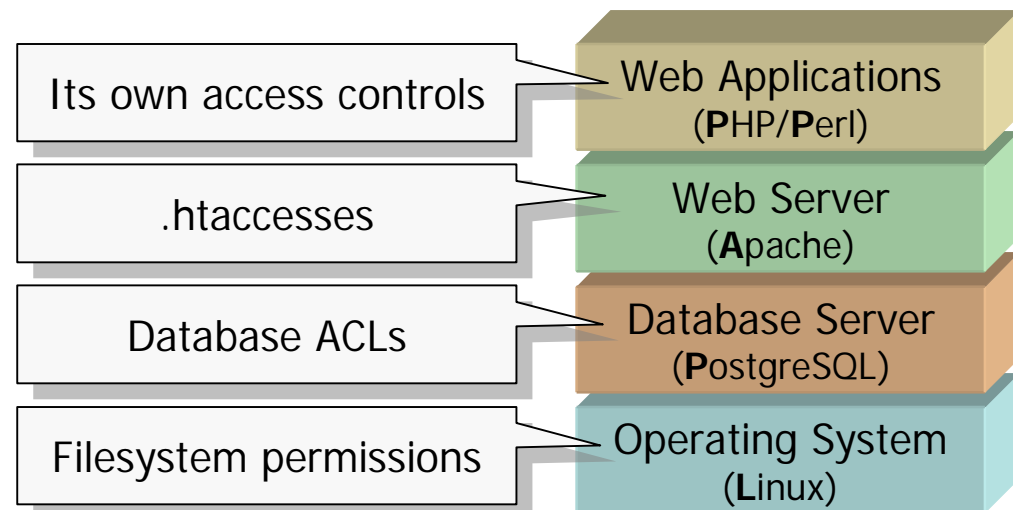 Its own access controls
Web Applications
(PHP/Perl)
.htaccesses
Web Server
(Apache)
Database ACLs
Database Server
(PostgreSQL)
Filesystem permissions
Operating System
(Linux)